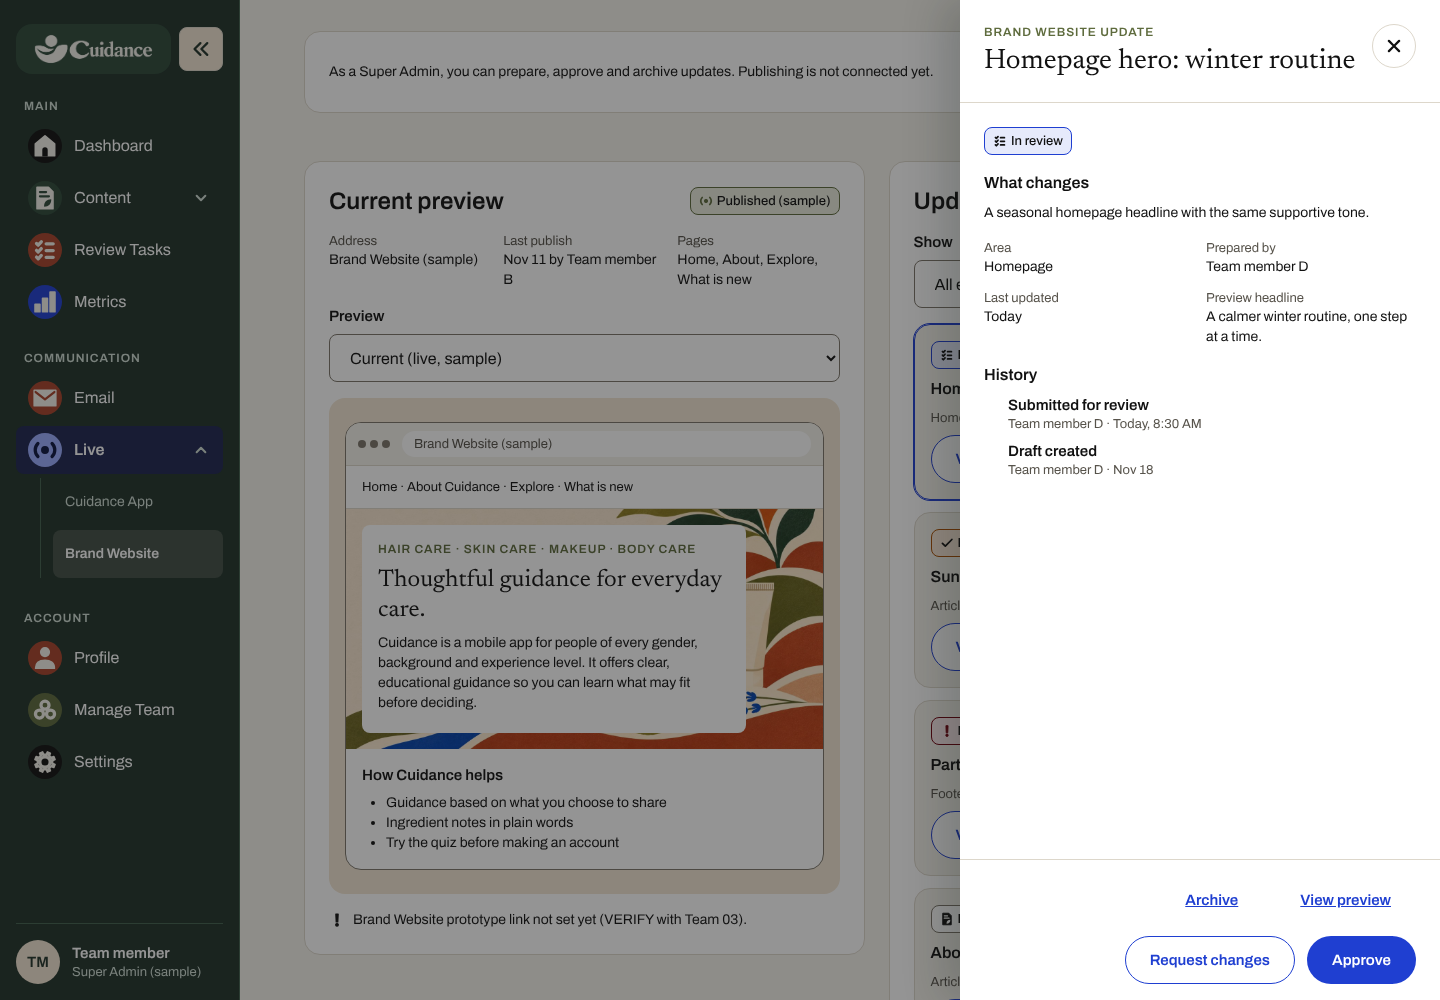 Cuidance
MAIN
Dashboard
Content
Review Tasks
Metrics
COMMUNICATION
Email
Live
Cuidance App
Brand Website
ACCOUNT
Profile
Manage Team
Settings
TM
Team member
Super Admin (sample)
As a Super Admin, you can prepare, approve and archive updates. Publishing is not connected yet.
Current preview
Published (sample)
Address
Brand Website (sample)
Last publish
Nov 11 by Team member
B
Pages
Home, About, Explore,
What is new
Preview
Current (live, sample)
Brand Website (sample)
Home · About Cuidance · Explore · What is new
HAIR CARE · SKIN CARE · MAKEUP · BODY CARE
Thoughtful guidance for everyday
care.
Cuidance is a mobile app for people of every gender,
background and experience level. It offers clear,
educational guidance so you can learn what may fit
before deciding.
How Cuidance helps
• Guidance based on what you choose to share
• Ingredient notes in plain words
• Try the quiz before making an account
Brand Website prototype link not set yet (VERIFY with Team 03).
Show
BRAND WEBSITE UPDATE
Homepage hero: winter routine
In review
What changes
A seasonal homepage headline with the same supportive tone.
Area
Homepage
Prepared by
Team member D
Last updated
Today
Preview headline
A calmer winter routine, one step
at a time.
History
Submitted for review
Team member D · Today, 8:30 AM
Draft created
Team member D · Nov 18
Archive
View preview
Request changes
Approve